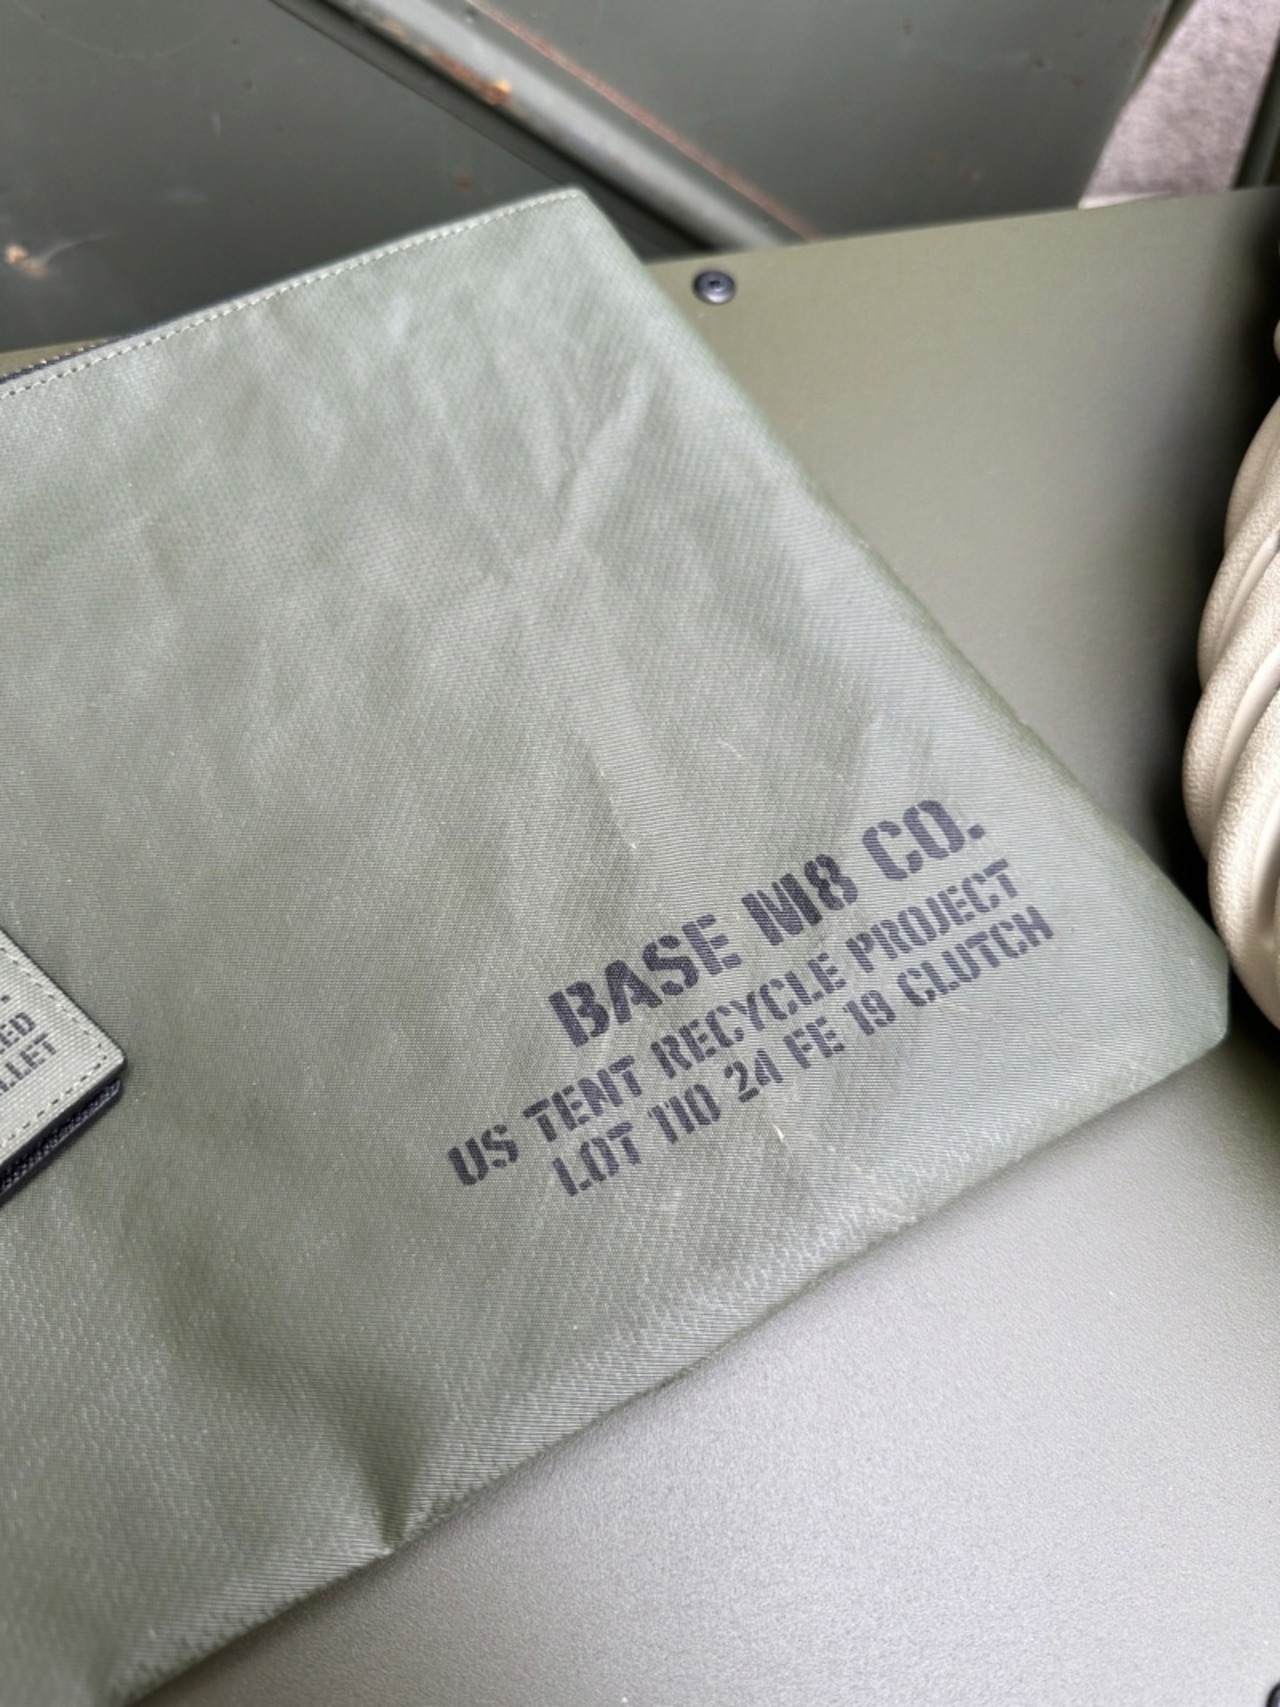 BASE M8 CO.
US TENT RECYCLE PROJECT
LOT 110 24 FE 19 CLUTCH